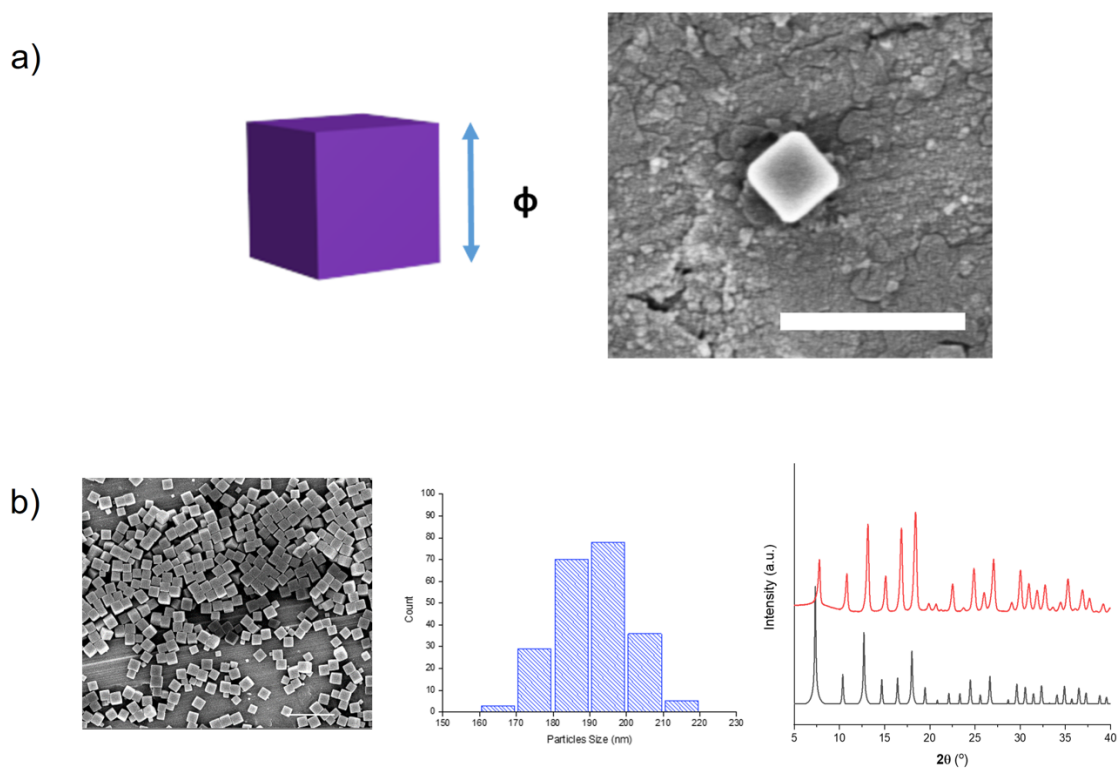 a)
ϕ
b)
100
90
80
70
60
50
40
30
20
10
0
Count
150 160 170 180 190 200 210 220 230
Particles Size (nm)
Intensity (a.u.)
5 10 15 20 25 30 35 40
2θ (°)